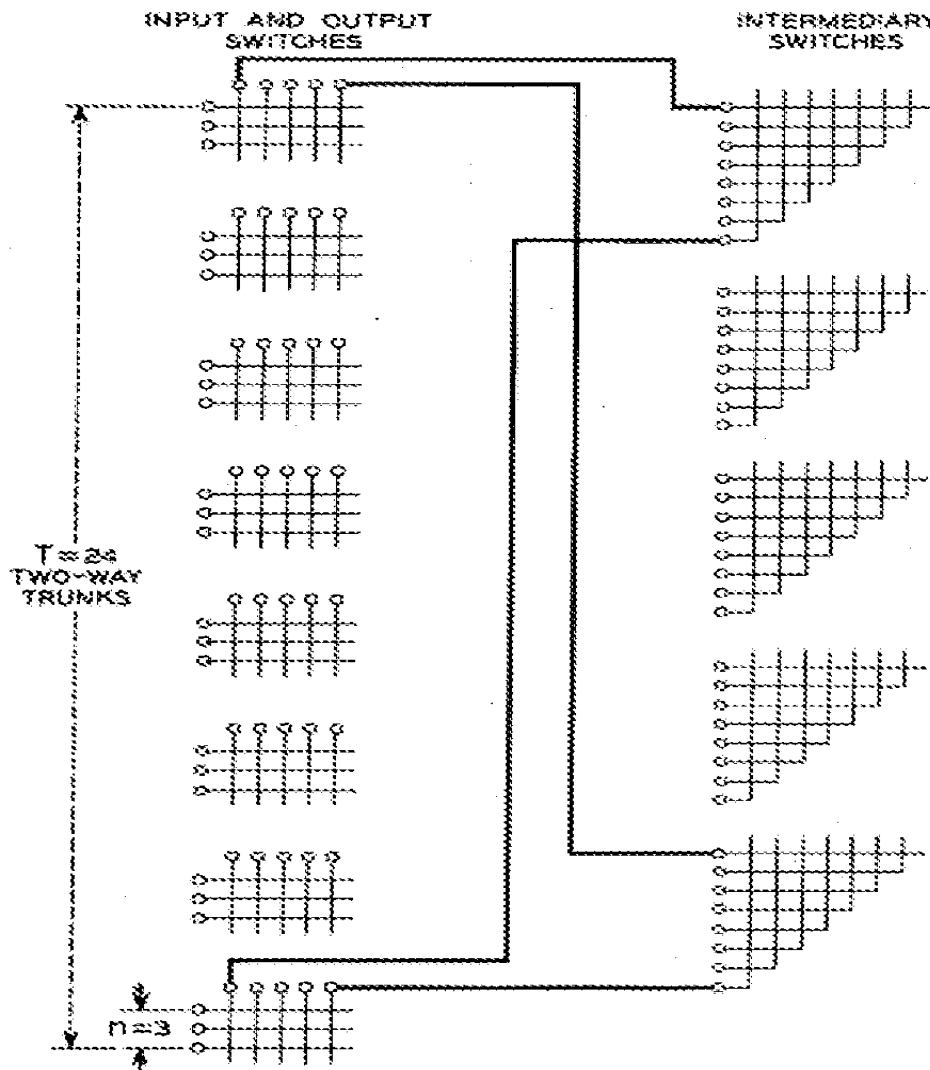 INPUT AND OUTPUT
SWITCHES
INTERMEDIARY
SWITCHES
T=24
TWO-WAY
TRUNKS
n=3